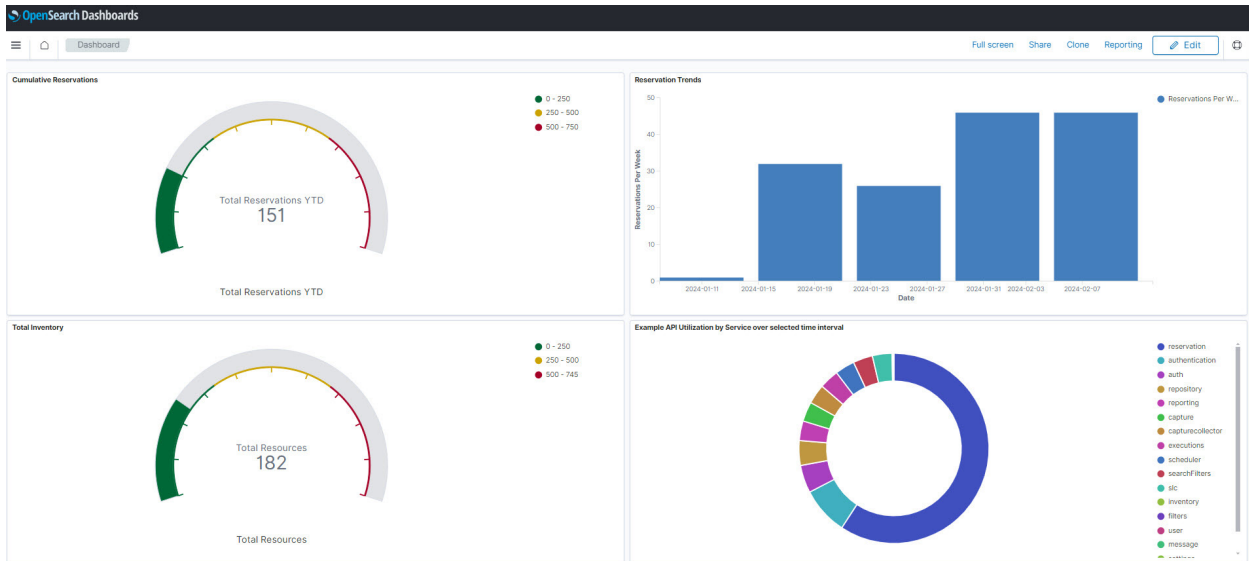 OpenSearch Dashboards
Dashboard
Full screen Share Clone Reporting Edit
Cumulative Reservations
0 - 250
250 - 500
500 - 750
Total Reservations YTD
151
Total Reservations YTD
Reservation Trends
Reservations Per W...
50
40
30
20
10
0
Reservations Per Week
2024-01-11 2024-01-15 2024-01-19 2024-01-23 2024-01-27 2024-01-31 2024-02-03 2024-02-07
Date
Total Inventory
0 - 250
250 - 500
500 - 745
Total Resources
182
Total Resources
Example API Utilization by Service over selected time interval
reservation
authentication
auth
repository
reporting
capture
capturecollector
executions
scheduler
searchFilters
slc
inventory
filters
user
message